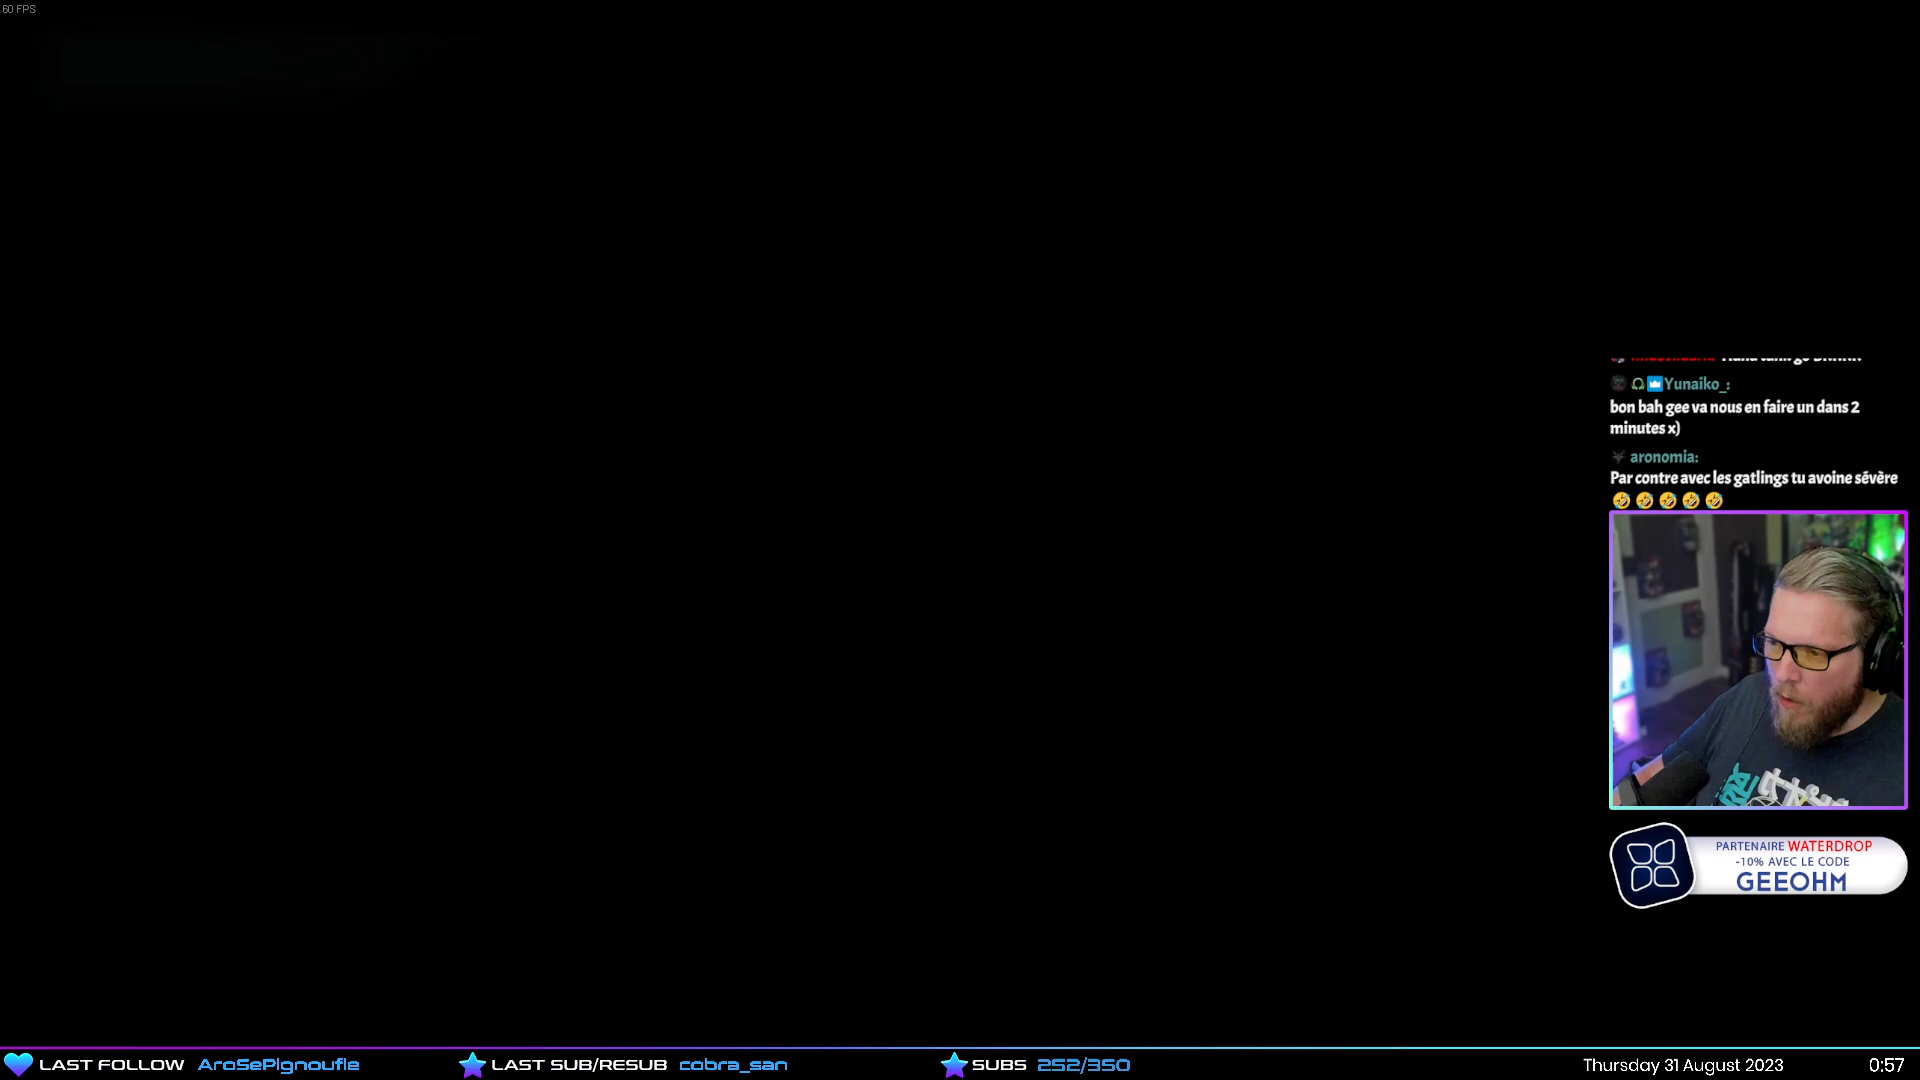 60 FPS
Yunaiko_:
bon bah gee va nous en faire un dans 2
minutes x)
aronomia:
Par contre avec les gatlings tu avoine sévère
🤣 🤣 🤣 🤣 🤣
PARTENAIRE WATERDROP
-10% AVEC LE CODE
GEEOHM
LAST FOLLOW AraSePIgnoufle LAST SUB/RESUB cobra_san SUBS 252/350 Thursday 31 August 2023 0:57